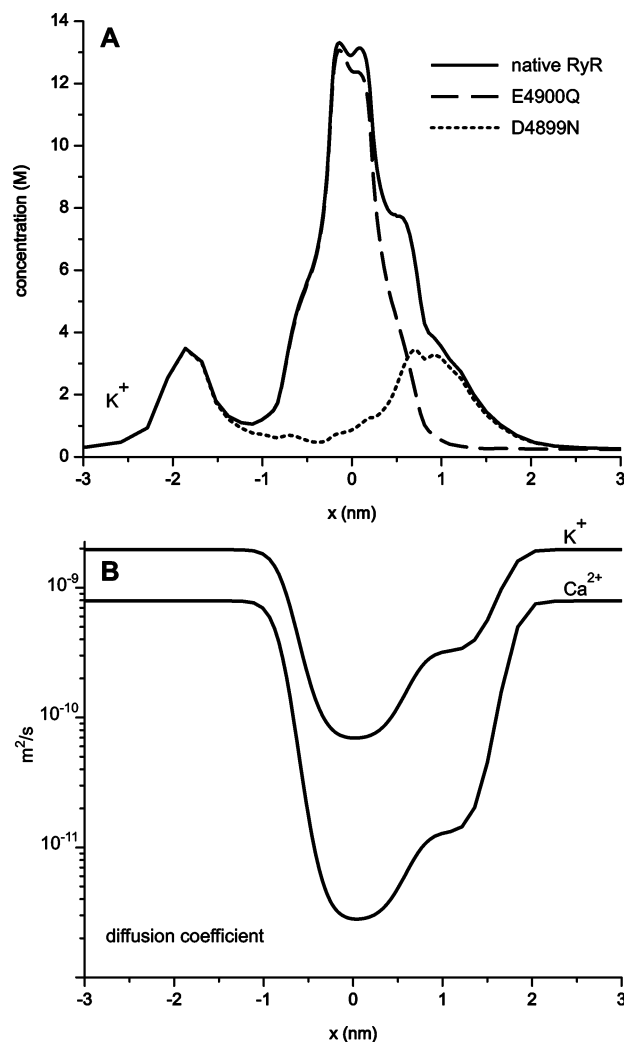 A
native RyR
E4900Q
D4899N
concentration (M)
14
12
10
8
6
4
2
0
K+
-3 -2 -1 0 1 2 3
x (nm)
B
K+
Ca2+
10-9
10-10
10-11
m2/s
diffusion coefficient
-3 -2 -1 0 1 2 3
x (nm)